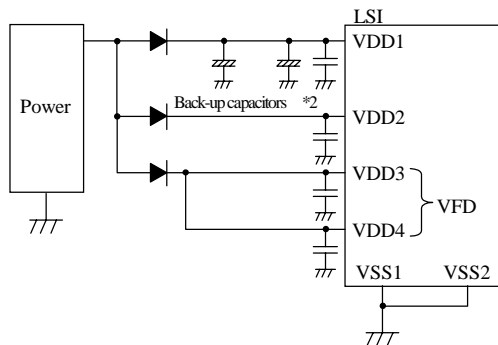 LSI
VDD1
Power
Back-up capacitors *2
VDD2
VDD3
VFD
VDD4
VSS1 VSS2